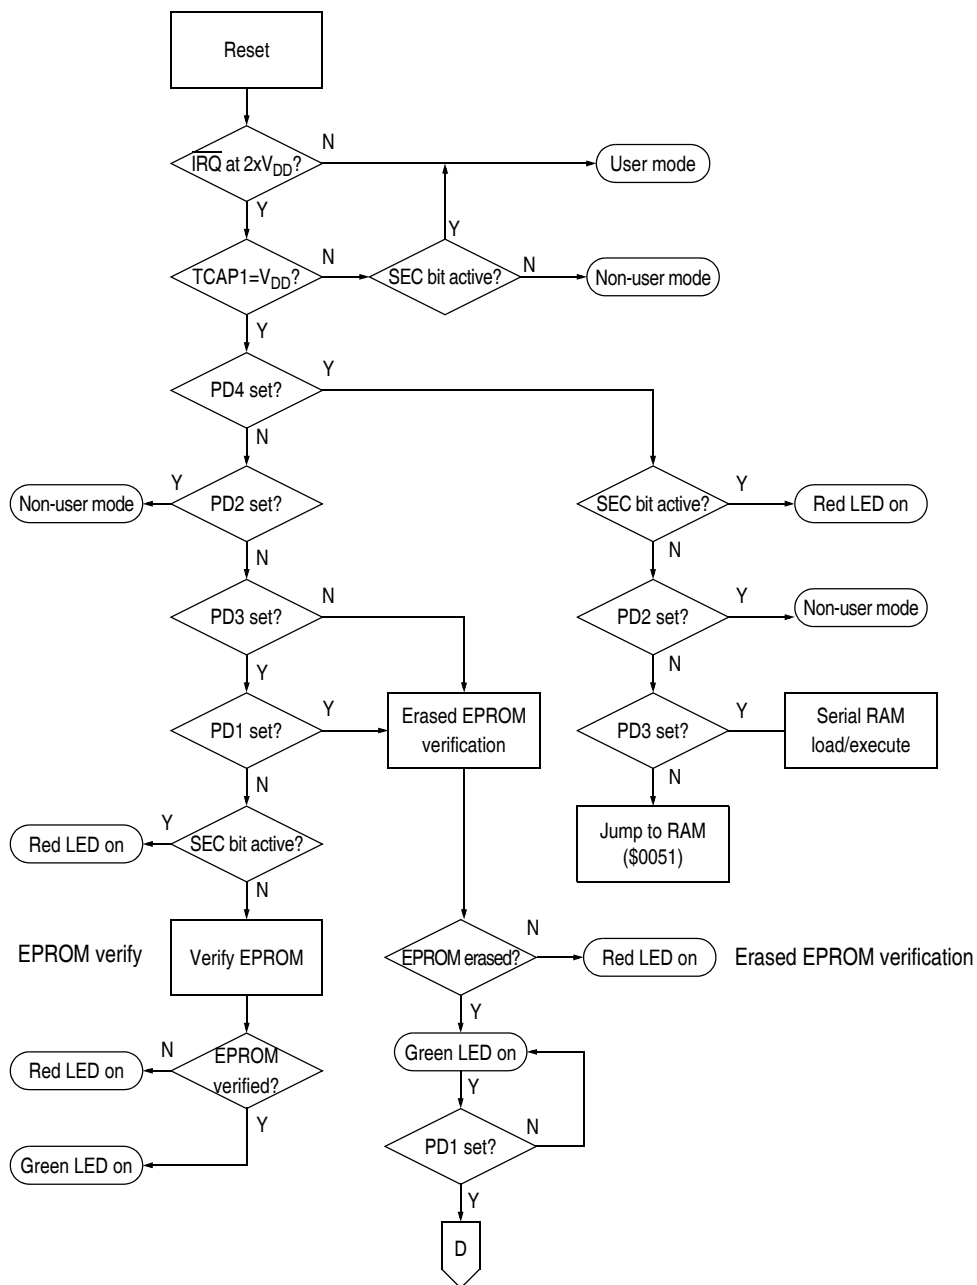 Reset
IRQ at 2xVDD?
N
User mode
Y
Y
TCAP1=VDD?
N
SEC bit active?
N
Non-user mode
Y
PD4 set?
Y
N
Non-user mode
Y
PD2 set?
SEC bit active?
Y
Red LED on
N
N
PD3 set?
N
PD2 set?
Y
Non-user mode
Y
N
PD1 set?
Y
Erased EPROM
verification
PD3 set?
Y
Serial RAM
load/execute
N
N
Red LED on
Y
SEC bit active?
Jump to RAM
($0051)
N
EPROM verify
Verify EPROM
EPROM erased?
N
Red LED on
Erased EPROM verification
Y
Green LED on
Red LED on
N
EPROM
verified?
Y
Y
PD1 set?
N
Green LED on
Y
D